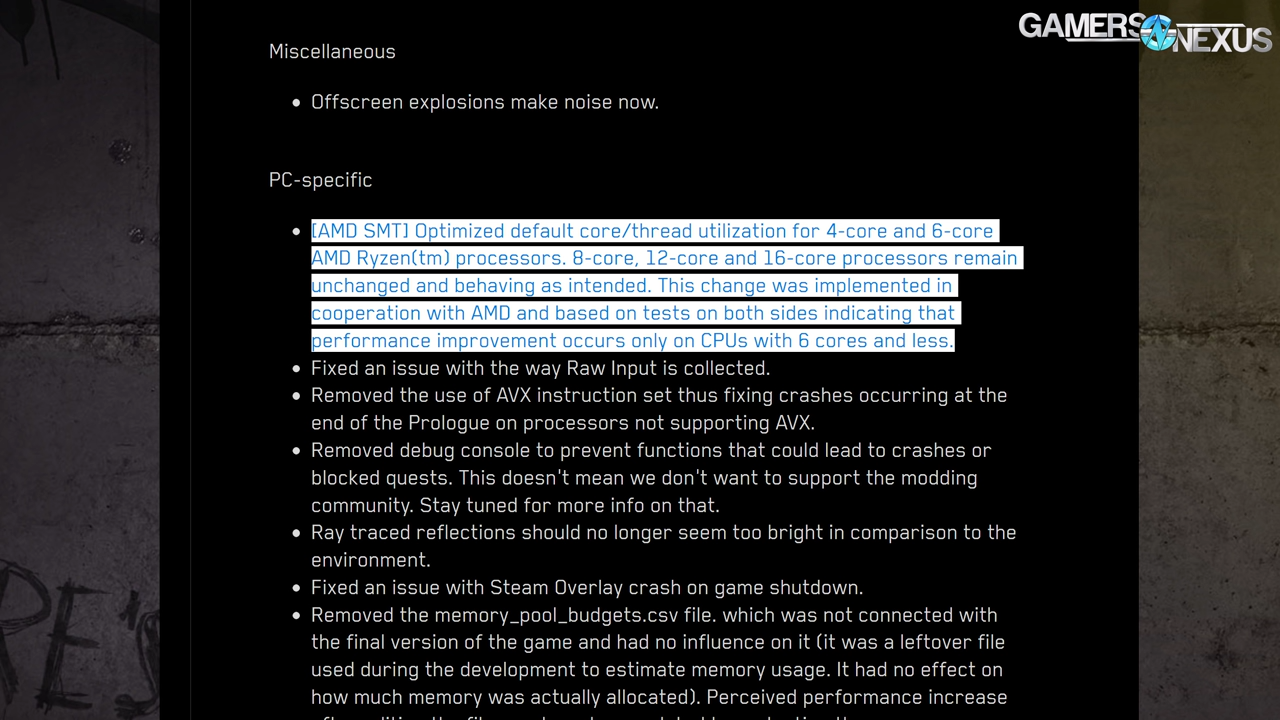 GAMERS NEXUS
Miscellaneous
• Offscreen explosions make noise now.
PC-specific
• [AMD SMT] Optimized default core/thread utilization for 4-core and 6-core
AMD Ryzen(tm) processors. 8-core, 12-core and 16-core processors remain
unchanged and behaving as intended. This change was implemented in
cooperation with AMD and based on tests on both sides indicating that
performance improvement occurs only on CPUs with 6 cores and less.
• Fixed an issue with the way Raw Input is collected.
• Removed the use of AVX instruction set thus fixing crashes occurring at the
end of the Prologue on processors not supporting AVX.
• Removed debug console to prevent functions that could lead to crashes or
blocked quests. This doesn't mean we don't want to support the modding
community. Stay tuned for more info on that.
• Ray traced reflections should no longer seem too bright in comparison to the
environment.
• Fixed an issue with Steam Overlay crash on game shutdown.
• Removed the memory_pool_budgets.csv file. which was not connected with
the final version of the game and had no influence on it (it was a leftover file
used during the development to estimate memory usage. It had no effect on
how much memory was actually allocated). Perceived performance increase